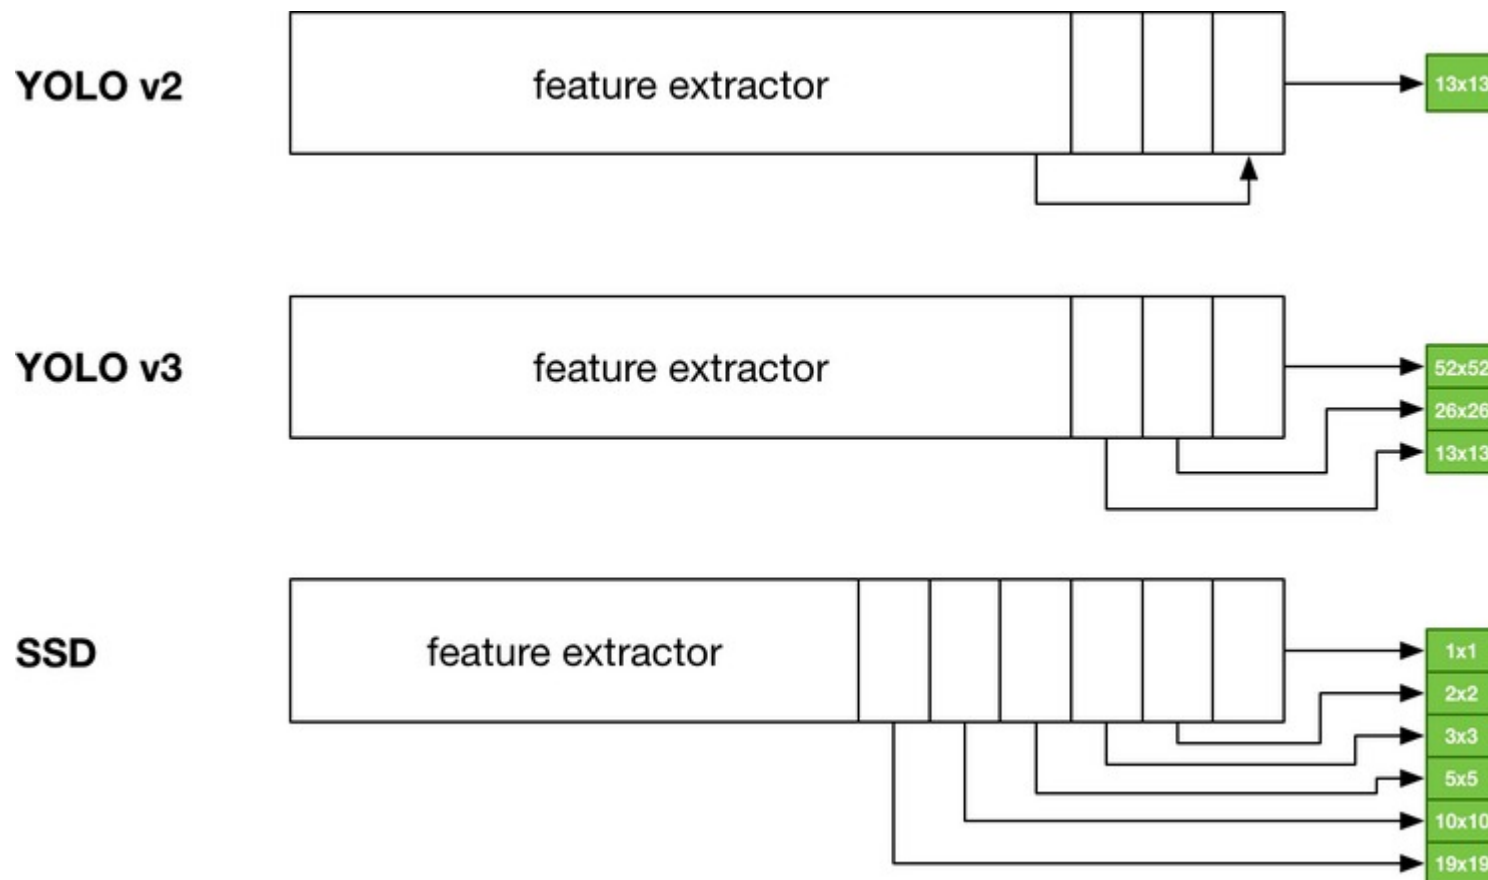 YOLO v2
feature extractor
13x13
YOLO v3
feature extractor
52x52
26x26
13x13
SSD
feature extractor
1x1
2x2
3x3
5x5
10x10
19x19